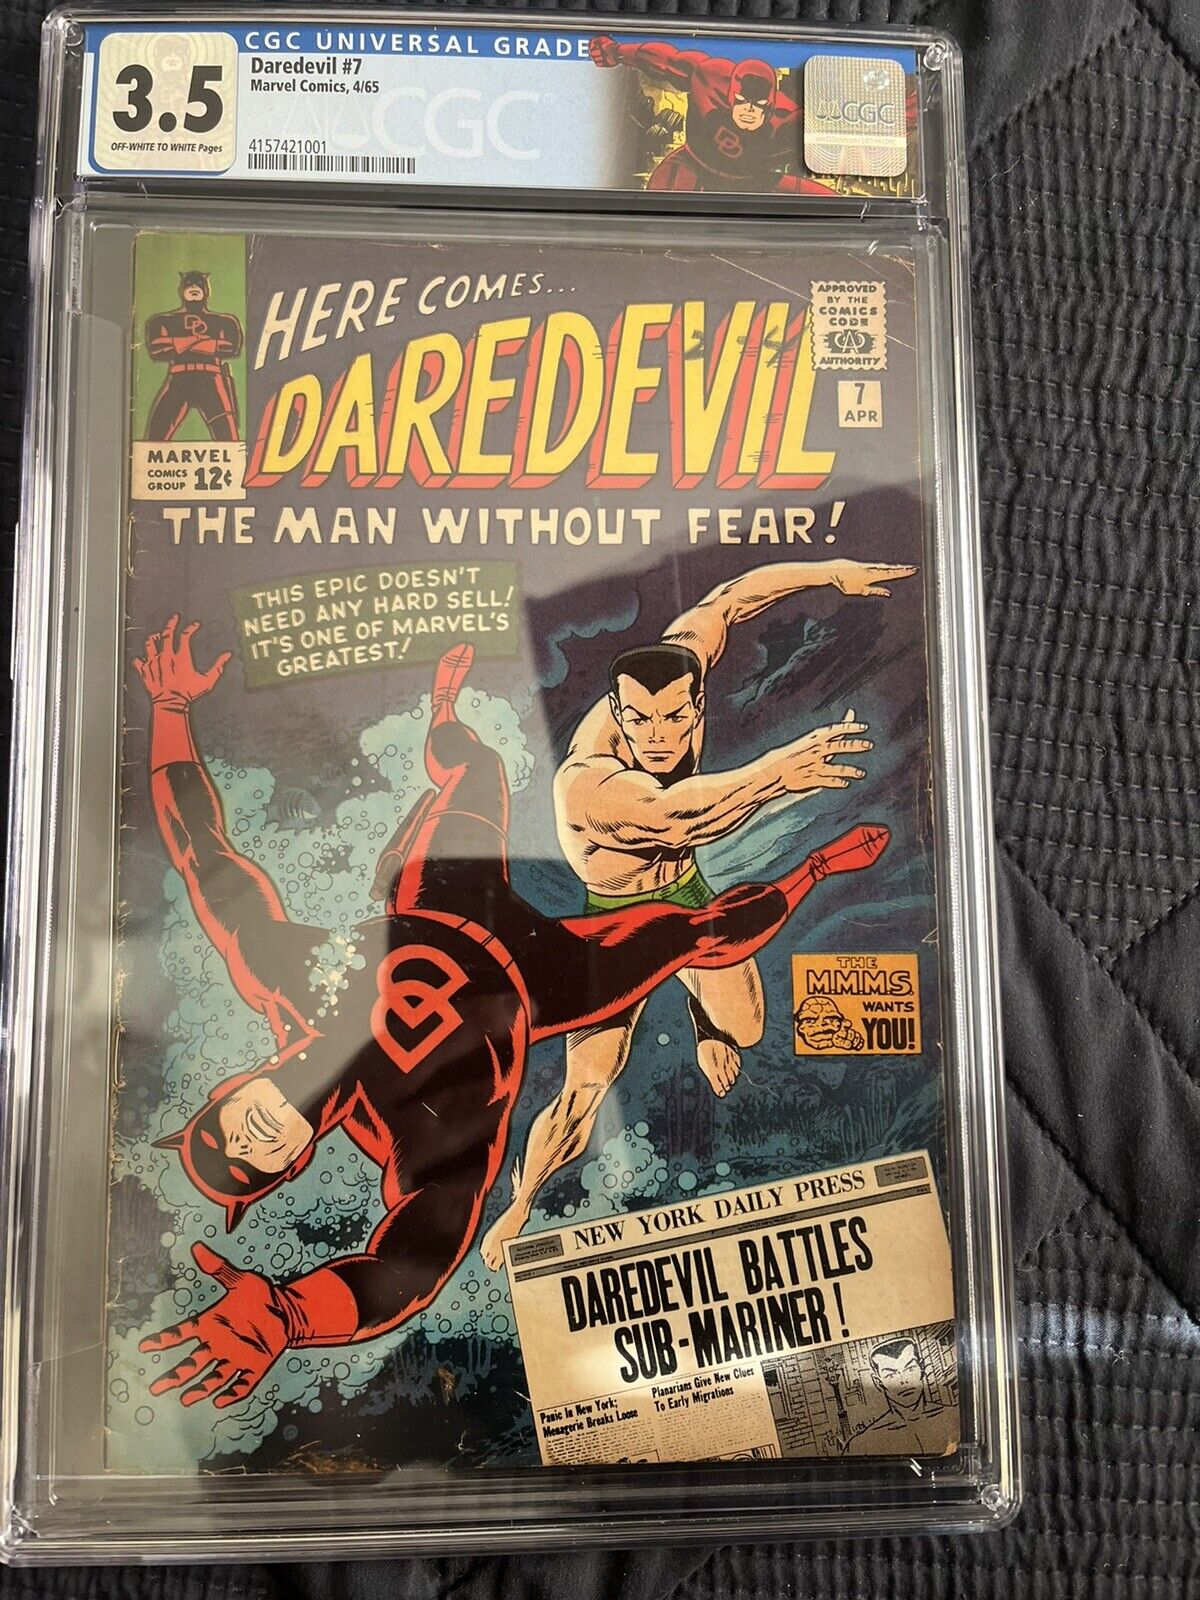 CGC UNIVERSAL GRADE
3.5
OFF-WHITE TO WHITE Pages
Daredevil #7
Marvel Comics, 4/65
4157421001
CGC
CGC
HERE COMES...
DAREDEVIL
THE MAN WITHOUT FEAR!
MARVEL
COMICS
GROUP 12¢
APPROVED
BY THE
COMICS
CODE
CA
AUTHORITY
7
APR
DD
THIS EPIC DOESN'T
NEED ANY HARD SELL!
IT'S ONE OF MARVEL'S
GREATEST!
THE
M.M.M.S.
WANTS
YOU!
NEW YORK DAILY PRESS
DAREDEVIL BATTLES
SUB-MARINER!
Panic In New York:
Menagerie Breaks Loose
Planarians Give New Clues
To Early Migrations